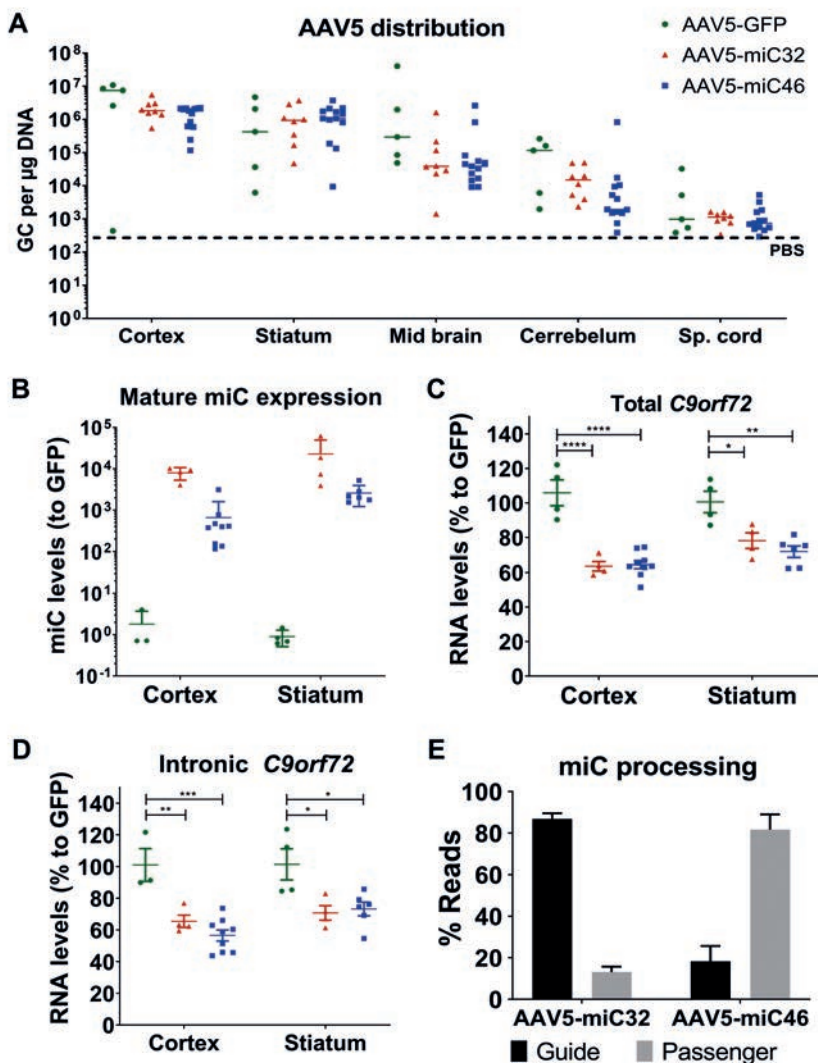 A
AAV5 distribution
AAV5-GFP
AAV5-miC32
AAV5-miC46
GC per µg DNA
10⁸
10⁷
10⁶
10⁵
10⁴
10³
10²
10¹
10⁰
PBS
Cortex Stiatum Mid brain Cerrebelum Sp. cord
B
Mature miC expression
miC levels (to GFP)
10⁵
10⁴
10³
10²
10¹
10⁰
10⁻¹
Cortex Stiatum
C
Total C9orf72
RNA levels (% to GFP)
140
120
100
80
60
40
20
0
**** **
**** *
Cortex Stiatum
D
Intronic C9orf72
RNA levels (% to GFP)
140
120
100
80
60
40
20
0
*** *
** *
Cortex Stiatum
E
miC processing
% Reads
100
80
60
40
20
0
AAV5-miC32 AAV5-miC46
Guide Passenger